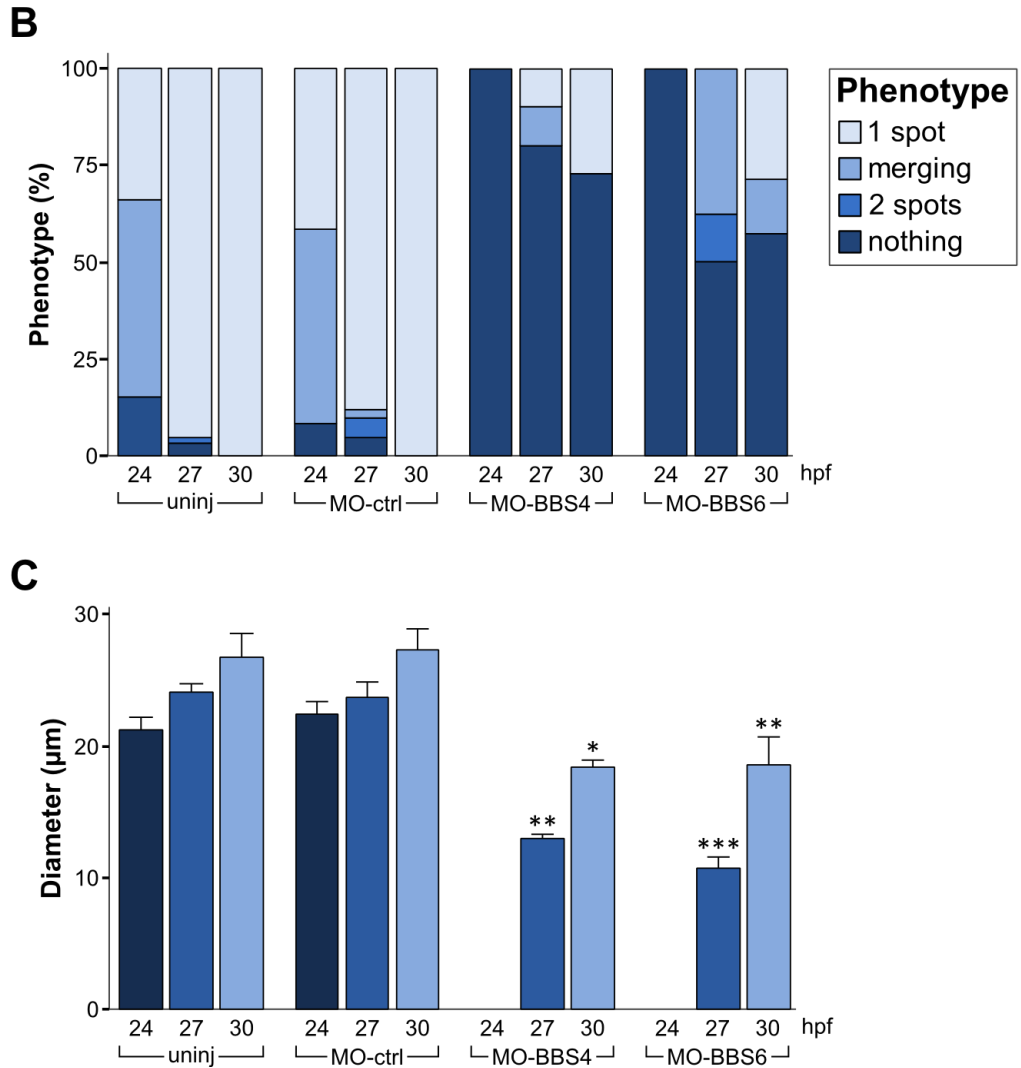 B
Phenotype (%)
100
75
50
25
0
24 27 30 24 27 30 24 27 30 24 27 30 hpf
uninj MO-ctrl MO-BBS4 MO-BBS6
Phenotype
1 spot
merging
2 spots
nothing
C
Diameter (µm)
30
20
10
0
** * *** **
24 27 30 24 27 30 24 27 30 24 27 30 hpf
uninj MO-ctrl MO-BBS4 MO-BBS6